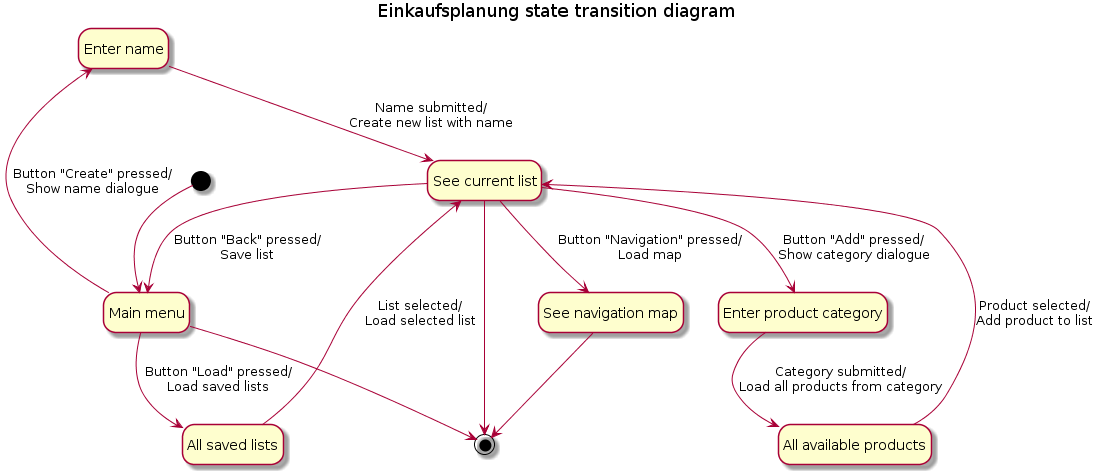 Einkaufsplanung state transition diagram
Enter name
Name submitted/
Create new list with name
Button "Create" pressed/
Show name dialogue
See current list
Button "Back" pressed/
Save list
Button "Navigation" pressed/
Load map
Button "Add" pressed/
Show category dialogue
Main menu
List selected/
Load selected list
See navigation map
Enter product category
Product selected/
Add product to list
Button "Load" pressed/
Load saved lists
Category submitted/
Load all products from category
All saved lists
All available products